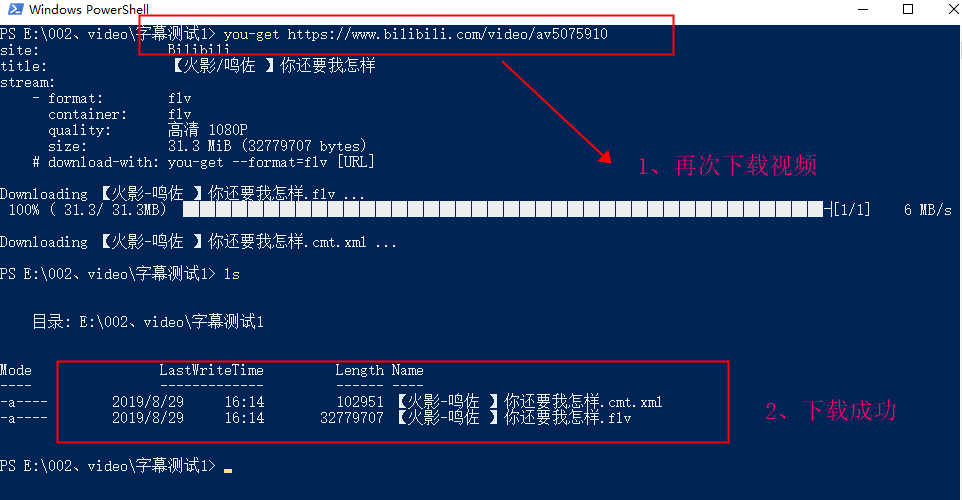 Windows PowerShell
PS E:\002、video\字幕测试1> you-get https://www.bilibili.com/video/av5075910
site: Bilibili
title: 【火影/鸣佐 】你还要我怎样
stream:
- format: flv
container: flv
quality: 高清 1080P
size: 31.3 MiB (32779707 bytes)
# download-with: you-get --format=flv [URL]
1、再次下载视频
Downloading 【火影-鸣佐 】你还要我怎样.flv ...
100% ( 31.3/ 31.3MB) ┤[1/1] 6 MB/s
Downloading 【火影-鸣佐 】你还要我怎样.cmt.xml ...
PS E:\002、video\字幕测试1> ls
目录: E:\002、video\字幕测试1
Mode LastWriteTime Length Name
---- ------------- ------ ----
-a---- 2019/8/29 16:14 102951 【火影-鸣佐 】你还要我怎样.cmt.xml
-a---- 2019/8/29 16:14 32779707 【火影-鸣佐 】你还要我怎样.flv
2、下载成功
PS E:\002、video\字幕测试1>